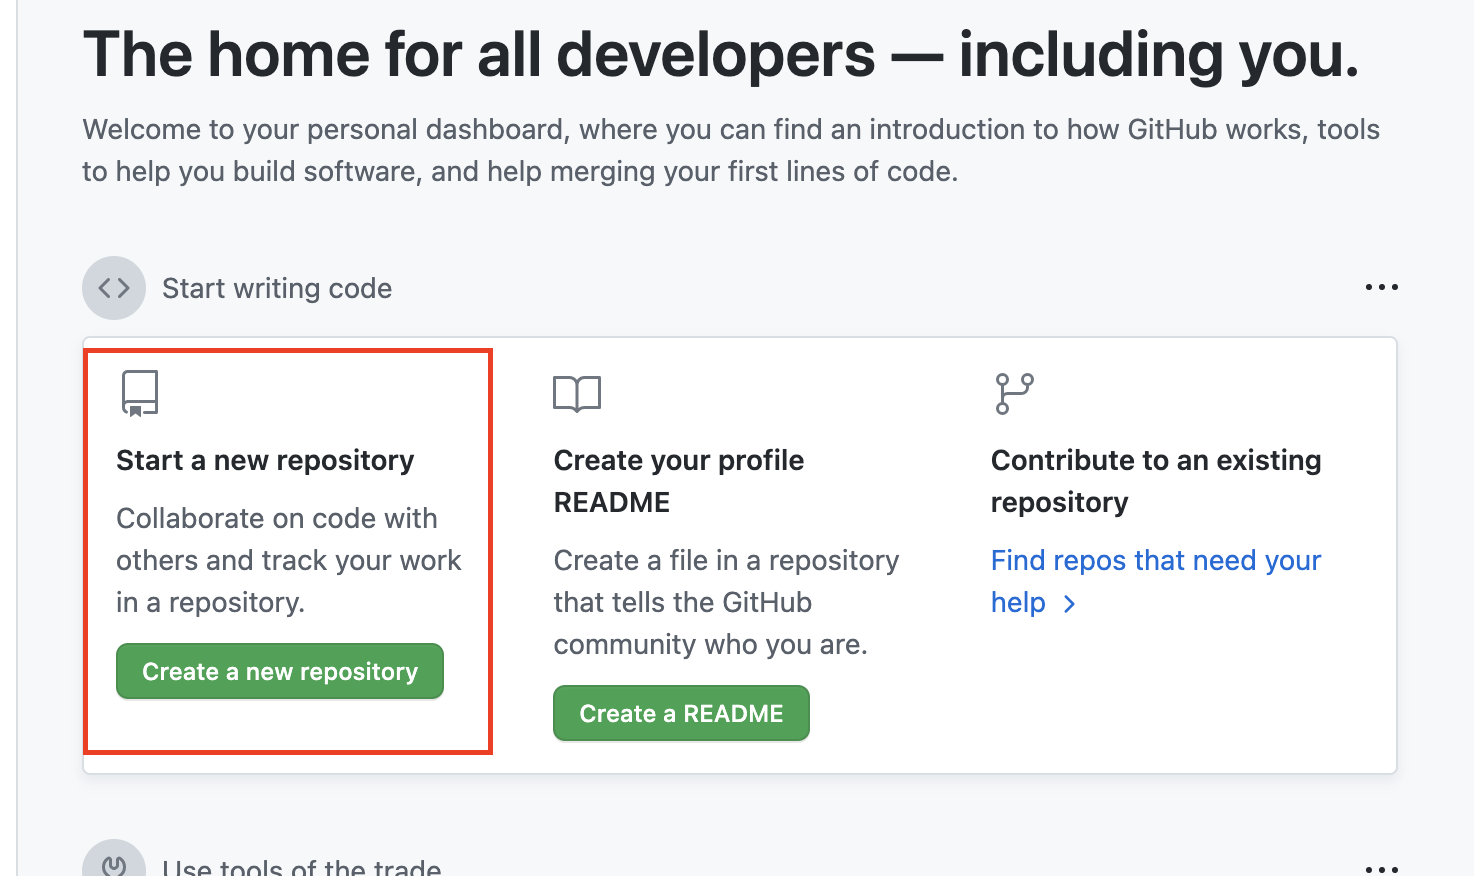 The home for all developers — including you.
Welcome to your personal dashboard, where you can find an introduction to how GitHub works, tools
to help you build software, and help merging your first lines of code.
Start writing code
Start a new repository
Collaborate on code with
others and track your work
in a repository.
Create a new repository
Create your profile
README
Create a file in a repository
that tells the GitHub
community who you are.
Create a README
Contribute to an existing
repository
Find repos that need your
help
Use tools of the trade